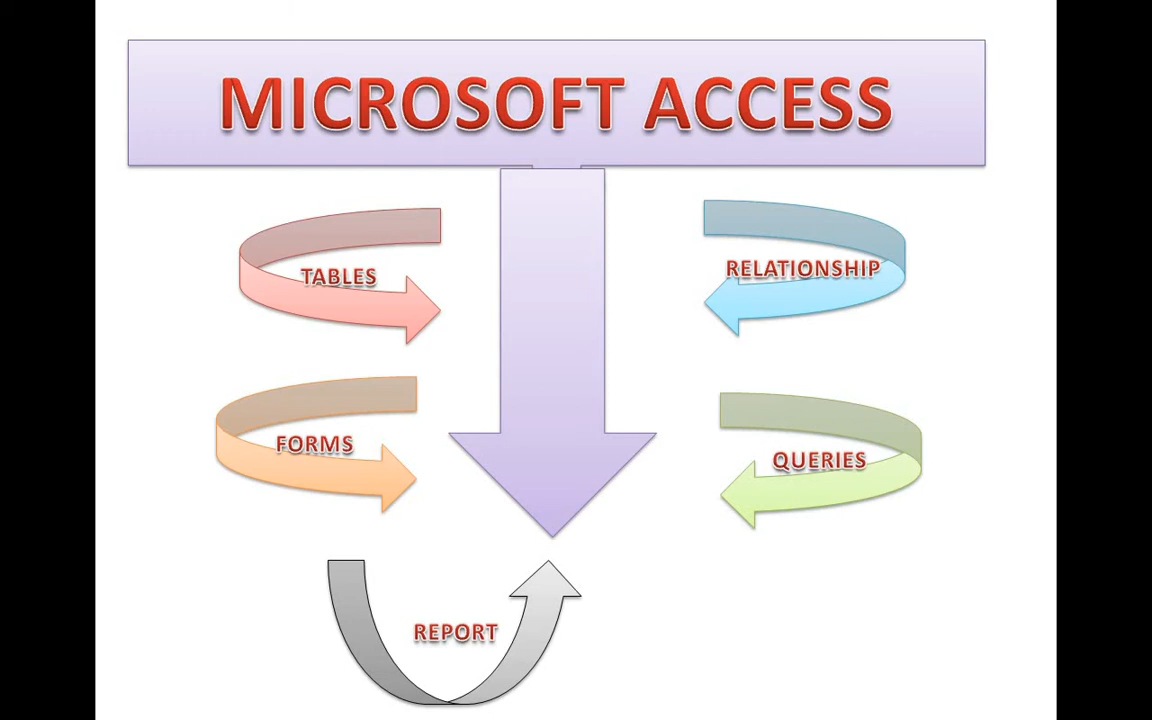 MICROSOFT ACCESS
TABLES
RELATIONSHIP
FORMS
QUERIES
REPORT